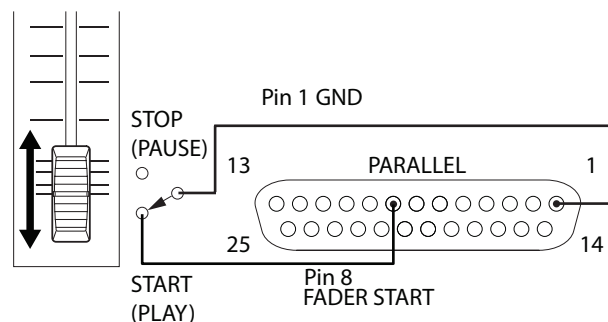 Pin 1 GND
STOP
(PAUSE)
13
PARALLEL
1
25
14
START
(PLAY)
Pin 8
FADER START